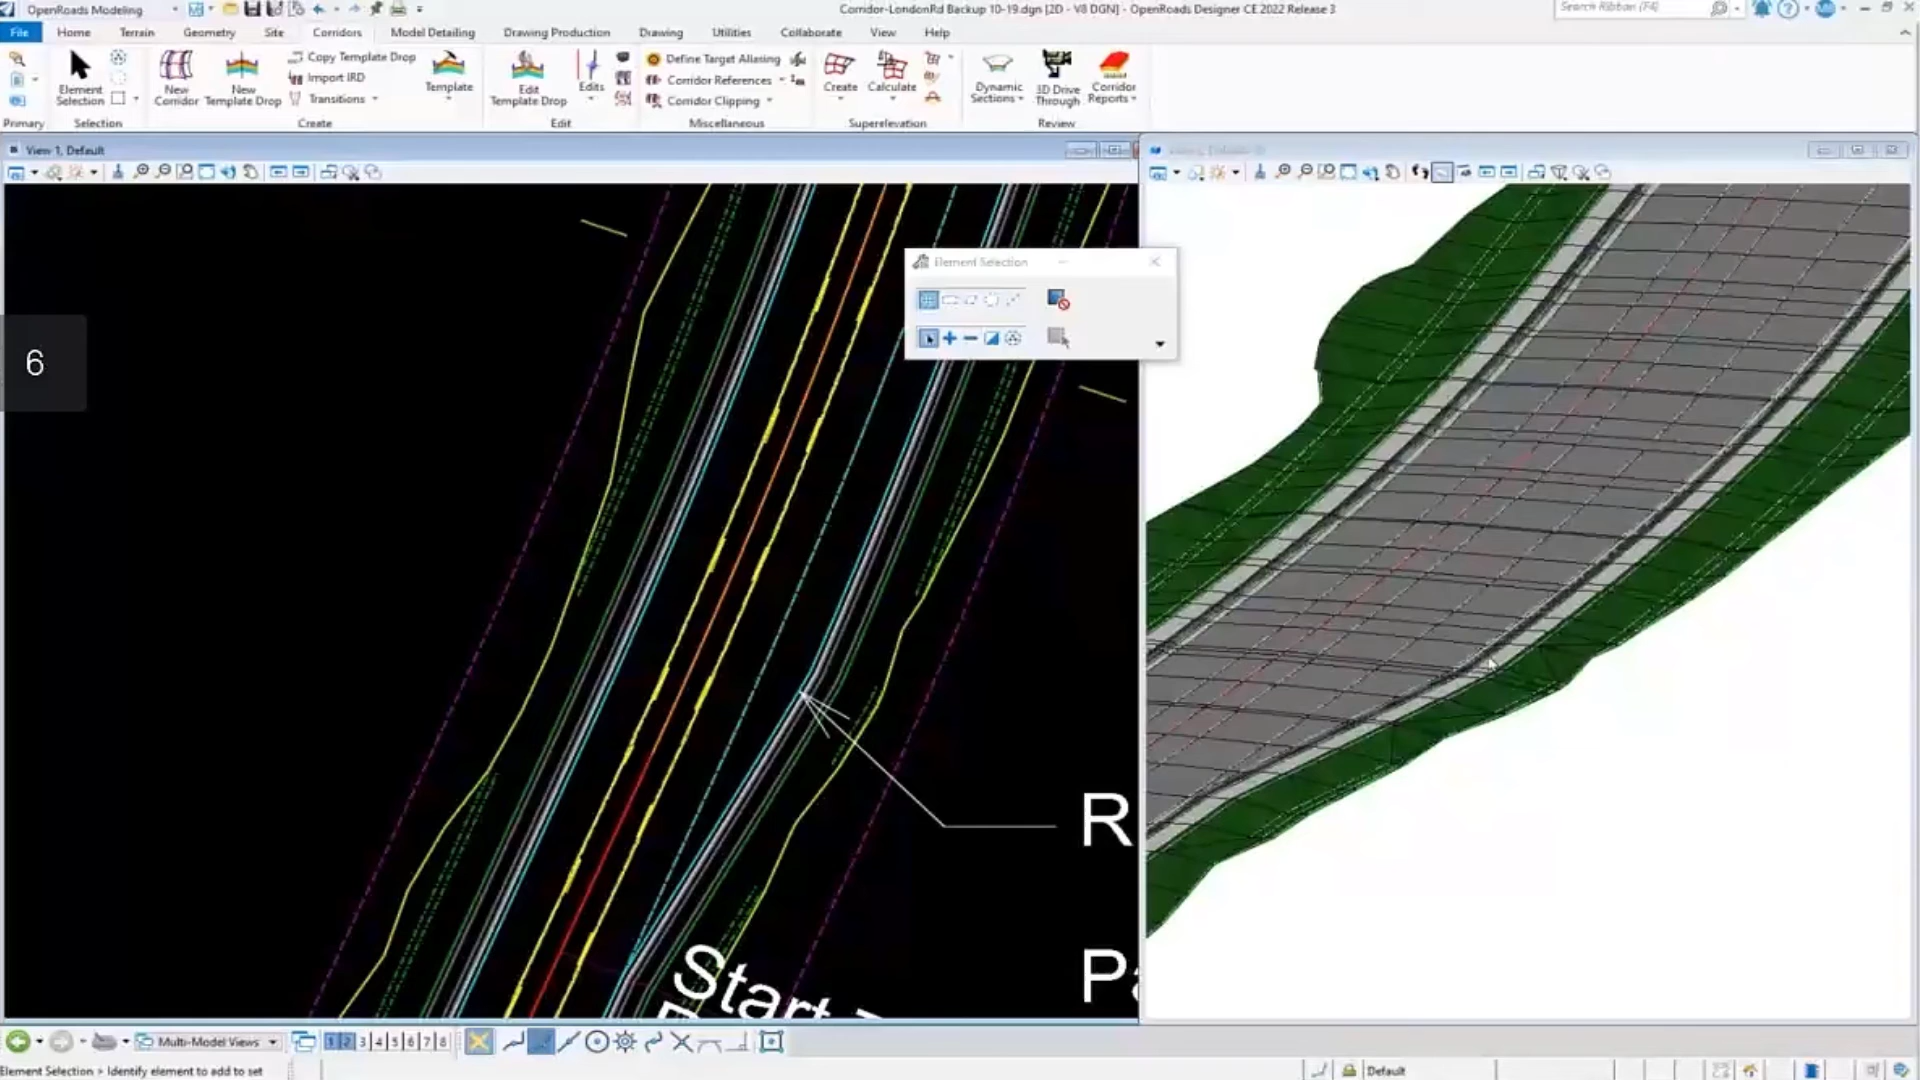 OpenRoads Modeling
Corridor-LondonRd Backup 10-19.dgn [2D - V8 DGN] - OpenRoads Designer CE 2022 Release 3
Search Ribbon (F4)
File Home Terrain Geometry Site Corridors Model Detailing Drawing Production Drawing Utilities Collaborate View Help
Element Selection
New Corridor
New Template Drop
Copy Template Drop
Import IRD
Transitions
Template
Edit Template Drop
Edits
Define Target Aliasing
Corridor References
Corridor Clipping
Create
Calculate
Dynamic Sections
3D Drive Through
Corridor Reports
Primary Selection Create Edit Miscellaneous Superelevation Review
View 1, Default
Element Selection
6
R
Start
Multi-Model Views
1 2 3 4 5 6 7 8
Element Selection > Identify element to add to set
Default